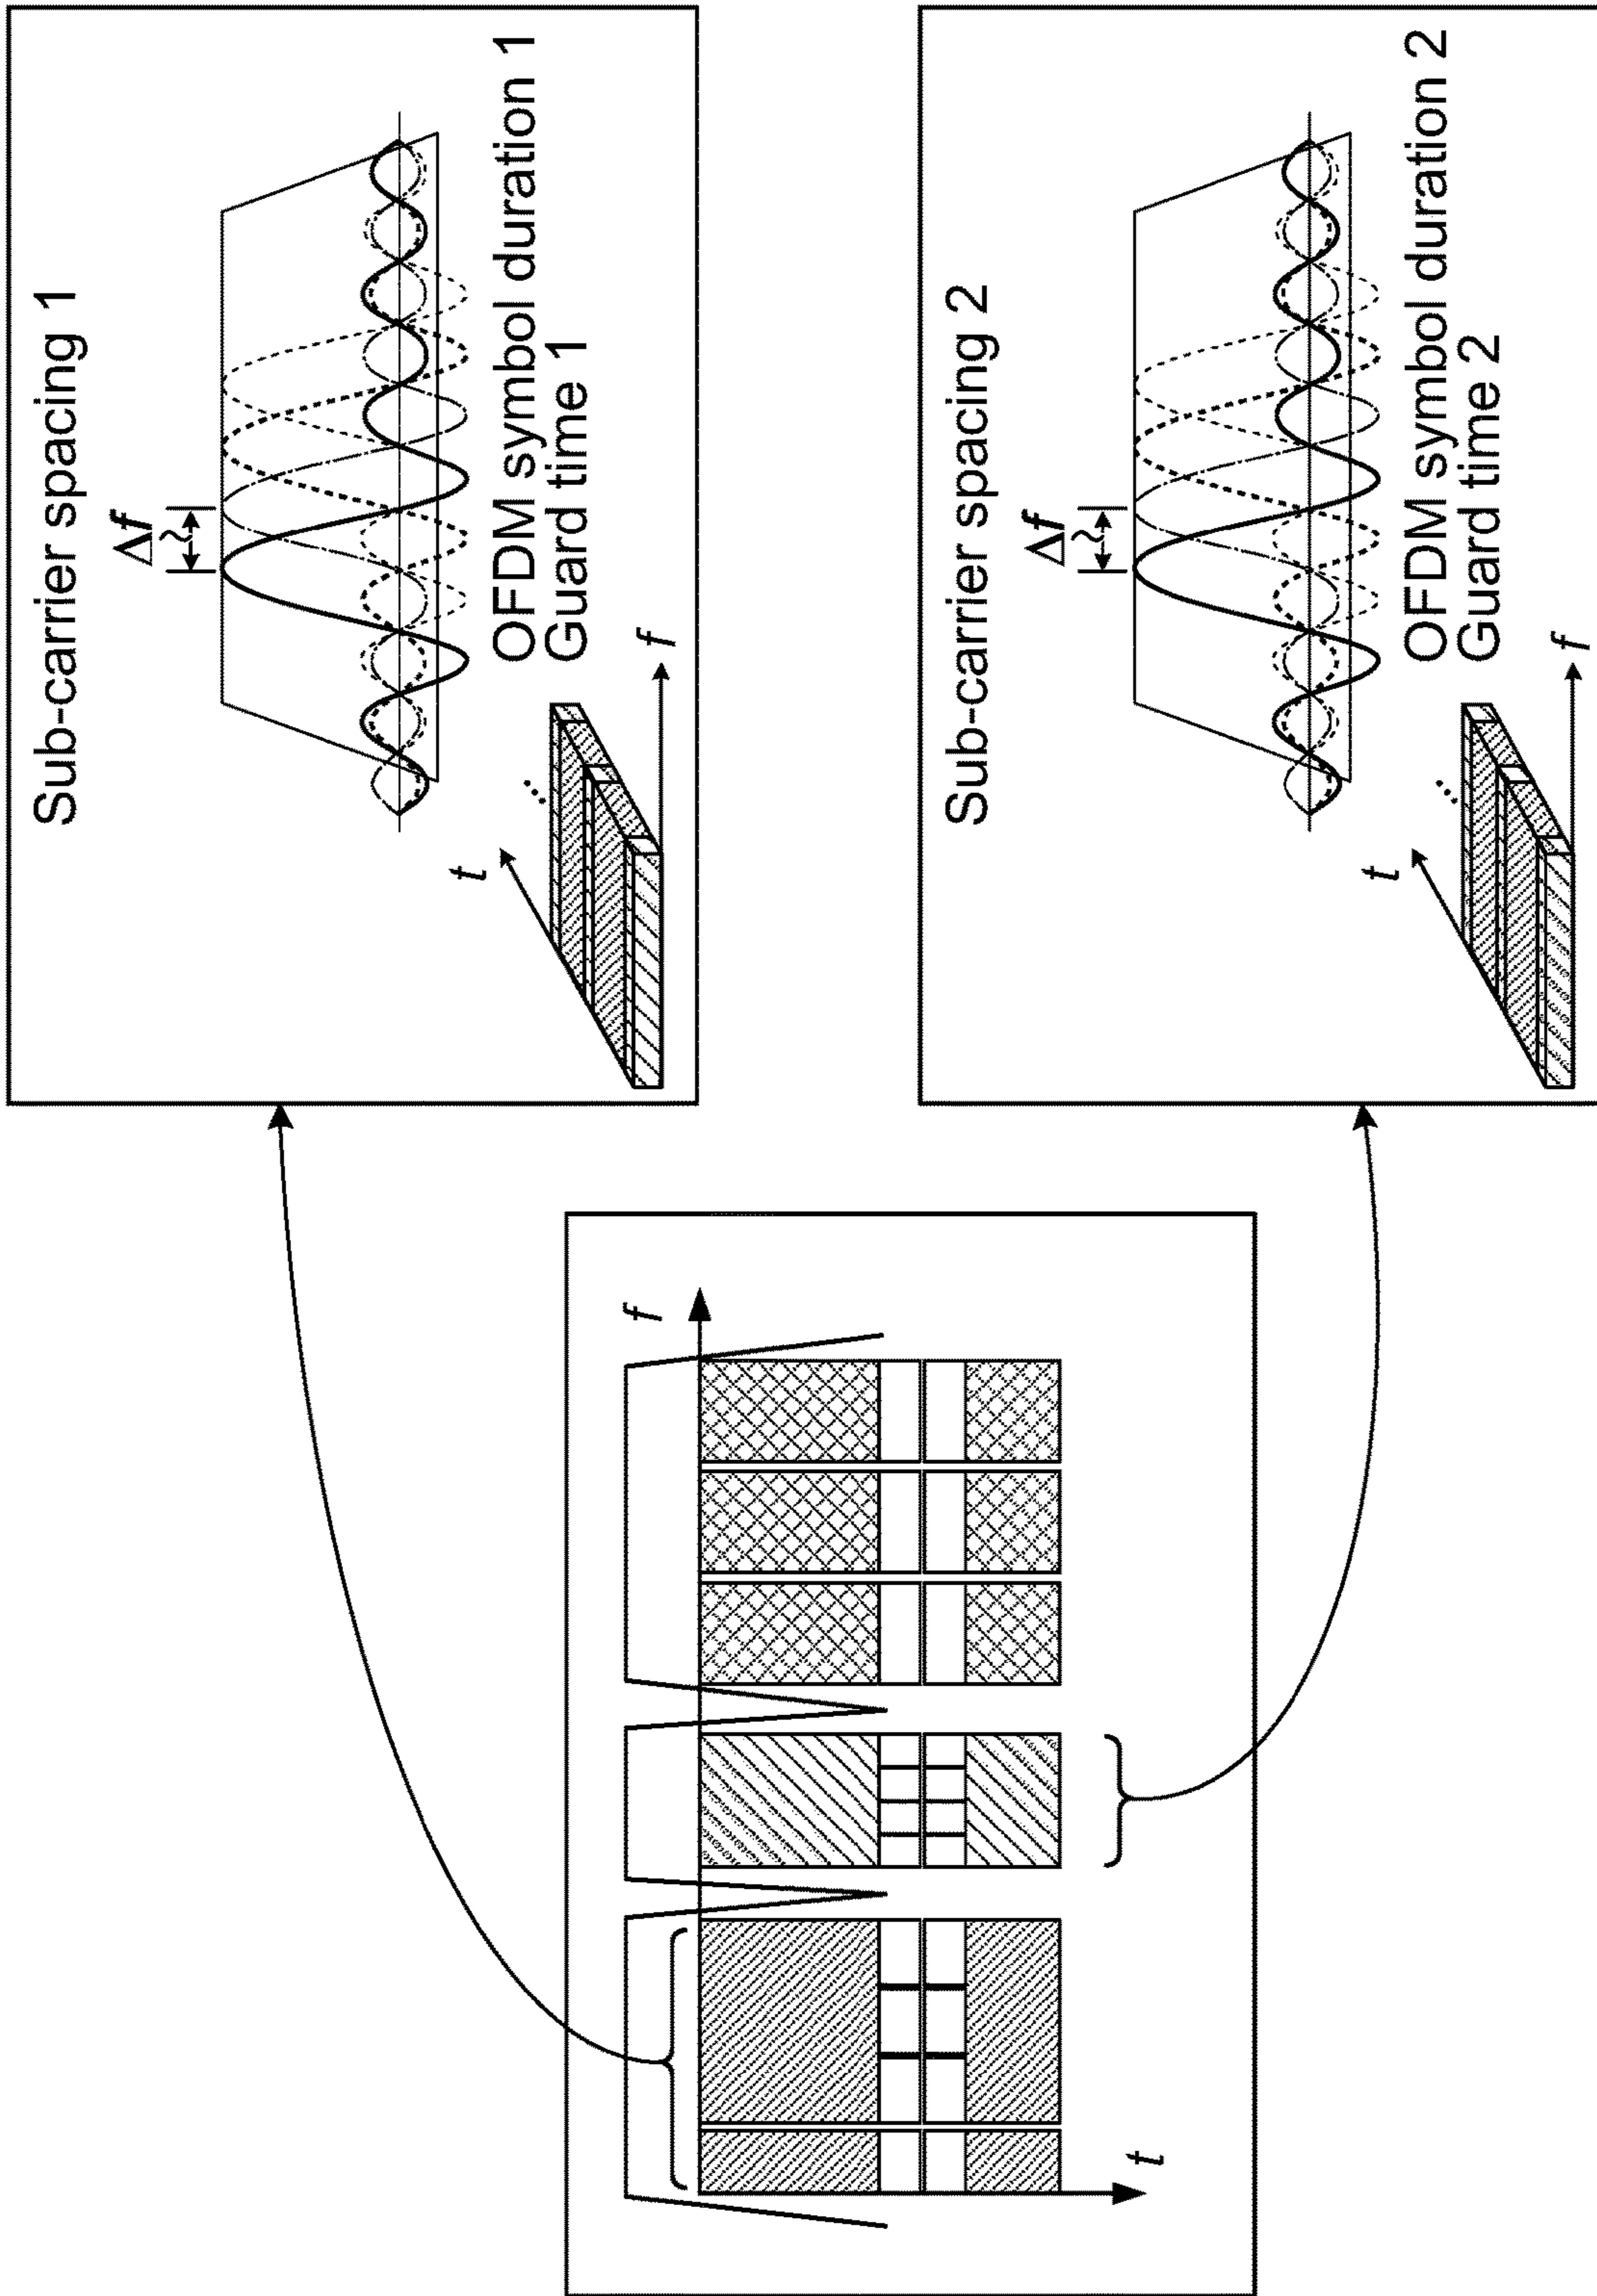 Sub-carrier spacing 1
Δf
OFDM symbol duration 1
Guard time 1
t
f
Sub-carrier spacing 2
Δf
OFDM symbol duration 2
Guard time 2
t
f
f
t